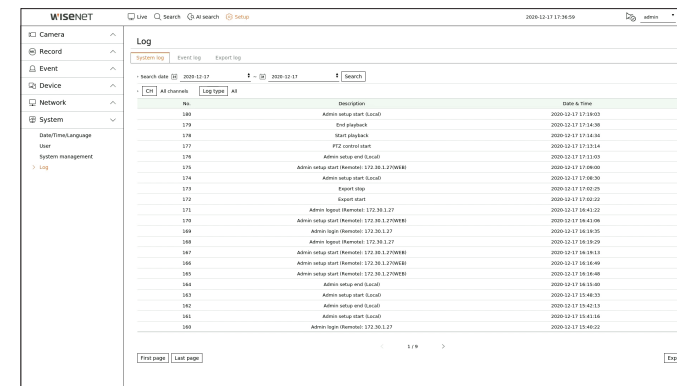 WISENET
Live Search AI search Setup 2020-12-17 17:36:59 admin
Camera
Record
Event
Device
Network
System
Date/Time/Language
User
System management
> Log
Log
System log Event log Export log
Search date 2020-12-17 ~ 2020-12-17 Search
CH All channels Log type All
No. Description Date & Time
180 Admin setup start (Local) 2020-12-17 17:19:03
179 End playback 2020-12-17 17:14:38
178 Start playback 2020-12-17 17:14:34
177 PTZ control start 2020-12-17 17:13:14
176 Admin setup end (Local) 2020-12-17 17:11:03
175 Admin setup start (Remote): 172.30.1.27(WEB) 2020-12-17 17:09:00
174 Admin setup start (Local) 2020-12-17 17:08:30
173 Export stop 2020-12-17 17:02:25
172 Export start 2020-12-17 17:02:22
171 Admin logout (Remote): 172.30.1.27 2020-12-17 16:41:22
170 Admin setup start (Remote): 172.30.1.27(WEB) 2020-12-17 16:41:06
169 Admin login (Remote): 172.30.1.27 2020-12-17 16:19:35
168 Admin logout (Remote): 172.30.1.27 2020-12-17 16:19:29
167 Admin setup start (Remote): 172.30.1.27(WEB) 2020-12-17 16:19:13
166 Admin setup start (Remote): 172.30.1.27(WEB) 2020-12-17 16:16:49
165 Admin setup start (Remote): 172.30.1.27(WEB) 2020-12-17 16:16:48
164 Admin setup end (Local) 2020-12-17 16:15:40
163 Admin setup start (Local) 2020-12-17 15:48:33
162 Admin setup end (Local) 2020-12-17 15:42:13
161 Admin setup start (Local) 2020-12-17 15:41:16
160 Admin login (Remote): 172.30.1.27 2020-12-17 15:40:22
< 1 / 9 >
First page Last page Exp